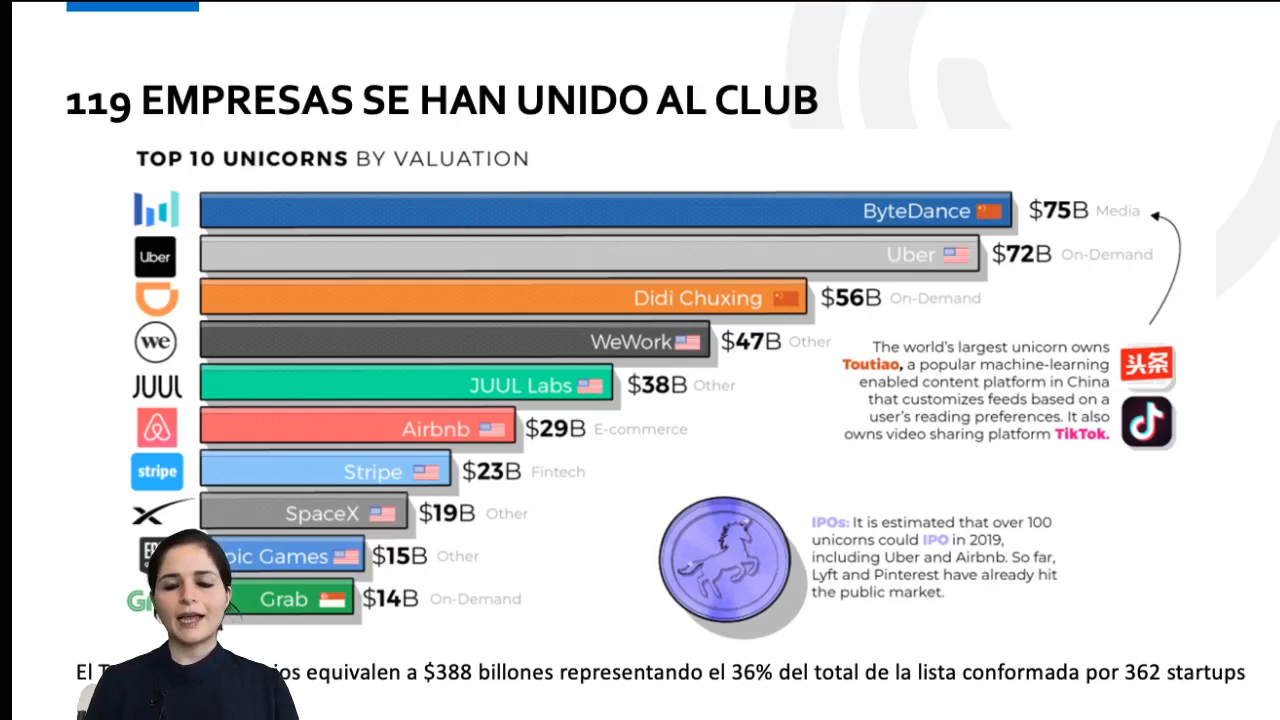 119 EMPRESAS SE HAN UNIDO AL CLUB
TOP 10 UNICORNS BY VALUATION
ByteDance $75B Media
Uber
Uber $72B On-Demand
Didi Chuxing $56B On-Demand
we
WeWork $47B Other
JUUL
JUUL Labs $38B Other
Airbnb $29B E-commerce
stripe
Stripe $23B Fintech
SpaceX $19B Other
Games $15B Other
Grab $14B On-Demand
The world's largest unicorn owns
Toutiao, a popular machine-learning
enabled content platform in China
that customizes feeds based on a
user's reading preferences. It also
owns video sharing platform TikTok.
头条
IPOs: It is estimated that over 100
unicorns could IPO in 2019,
including Uber and Airbnb. So far,
Lyft and Pinterest have already hit
the public market.
El equivalen a $388 billones representando el 36% del total de la lista conformada por 362 startups